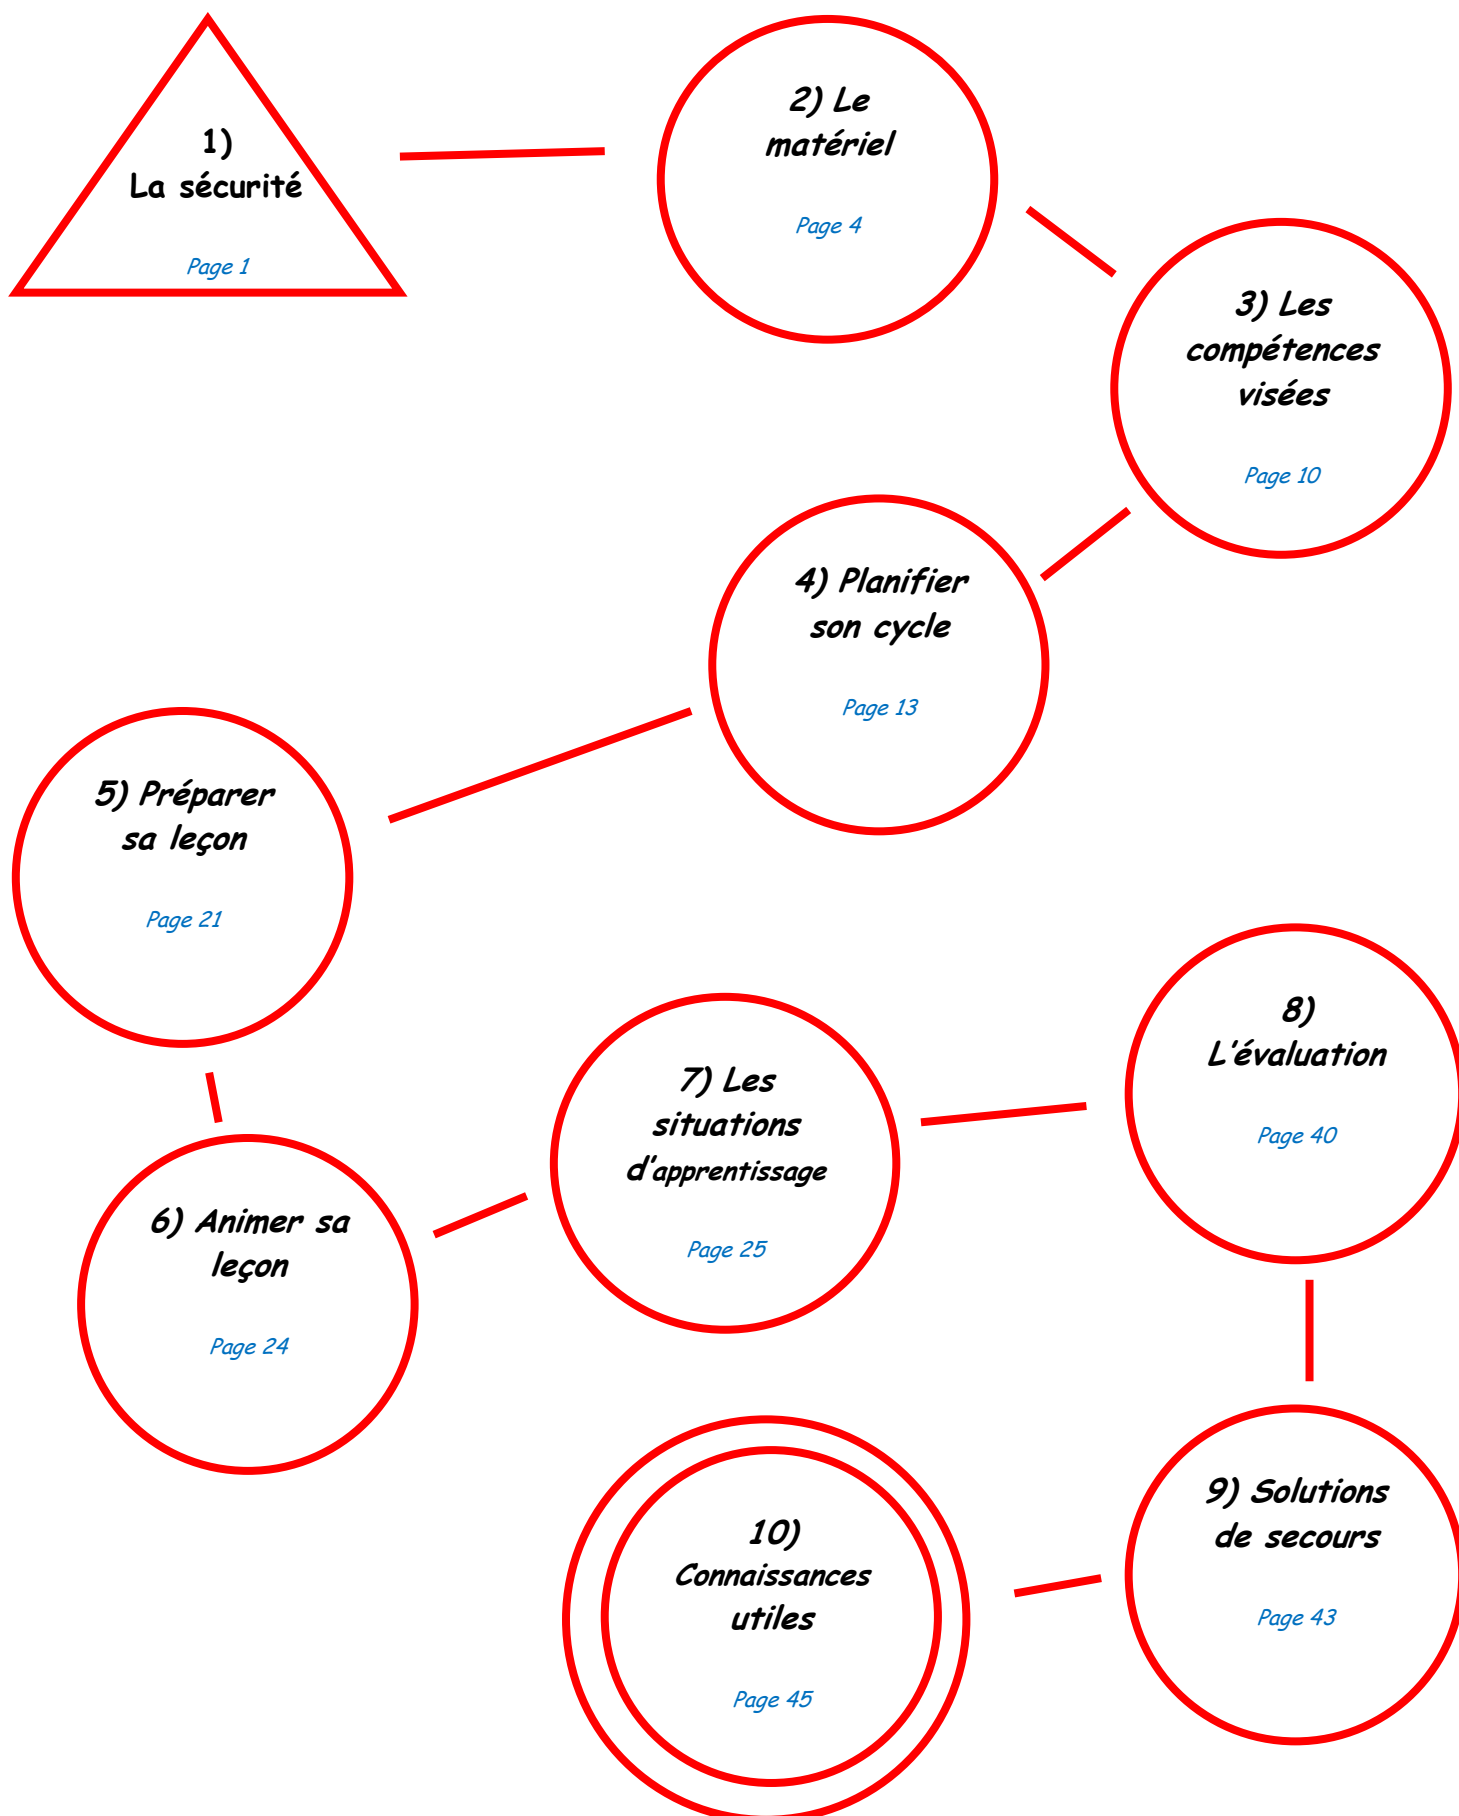 1)
La sécurité
Page 1
2) Le
matériel
Page 4
3) Les
compétences
visées
Page 10
4) Planifier
son cycle
Page 13
5) Préparer
sa leçon
Page 21
6) Animer sa
leçon
Page 24
7) Les
situations
d'apprentissage
Page 25
8)
L'évaluation
Page 40
9) Solutions
de secours
Page 43
10)
Connaissances
utiles
Page 45